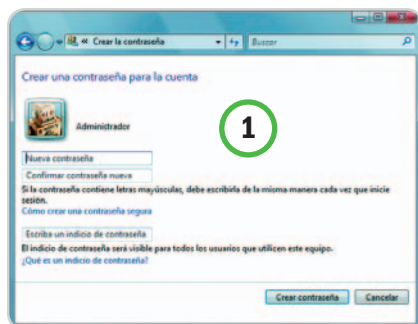 « Crear la contraseña
Buscar
Crear una contraseña para la cuenta
Administrador
1
Nueva contraseña
Confirmar contraseña nueva
Si la contraseña contiene letras mayúsculas, debe escribirla de la misma manera cada vez que inicie
sesión.
Cómo crear una contraseña segura
Escriba un indicio de contraseña
El indicio de contraseña será visible para todos los usuarios que utilicen este equipo.
¿Qué es un indicio de contraseña?
Crear contraseña
Cancelar